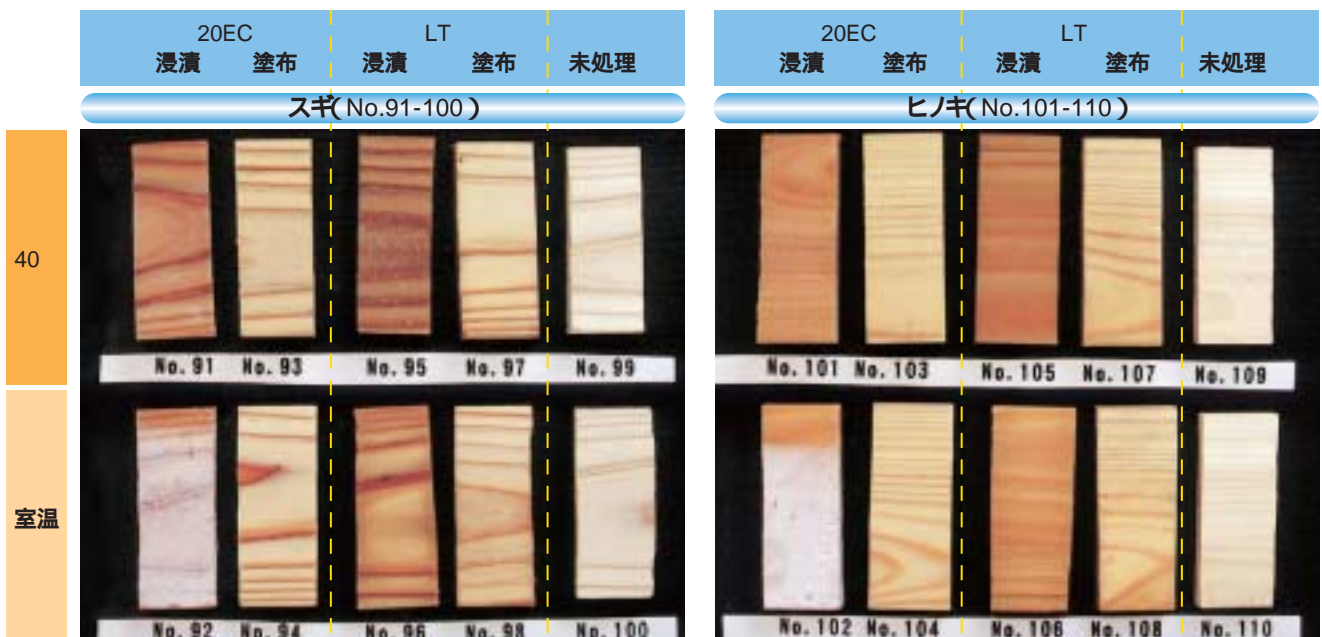 20EC LT
浸漬 塗布 浸漬 塗布 未処理
スギ(No.91-100)
20EC LT
浸漬 塗布 浸漬 塗布 未処理
ヒノキ(No.101-110)
40
No. 91 No. 93 No. 95 No. 97 No. 99
No. 101 No. 103 No. 105 No. 107 No. 109
室温
No. 92 No. 94 No. 96 No. 98 No. 100
No. 102 No. 104 No. 106 No. 108 No. 110